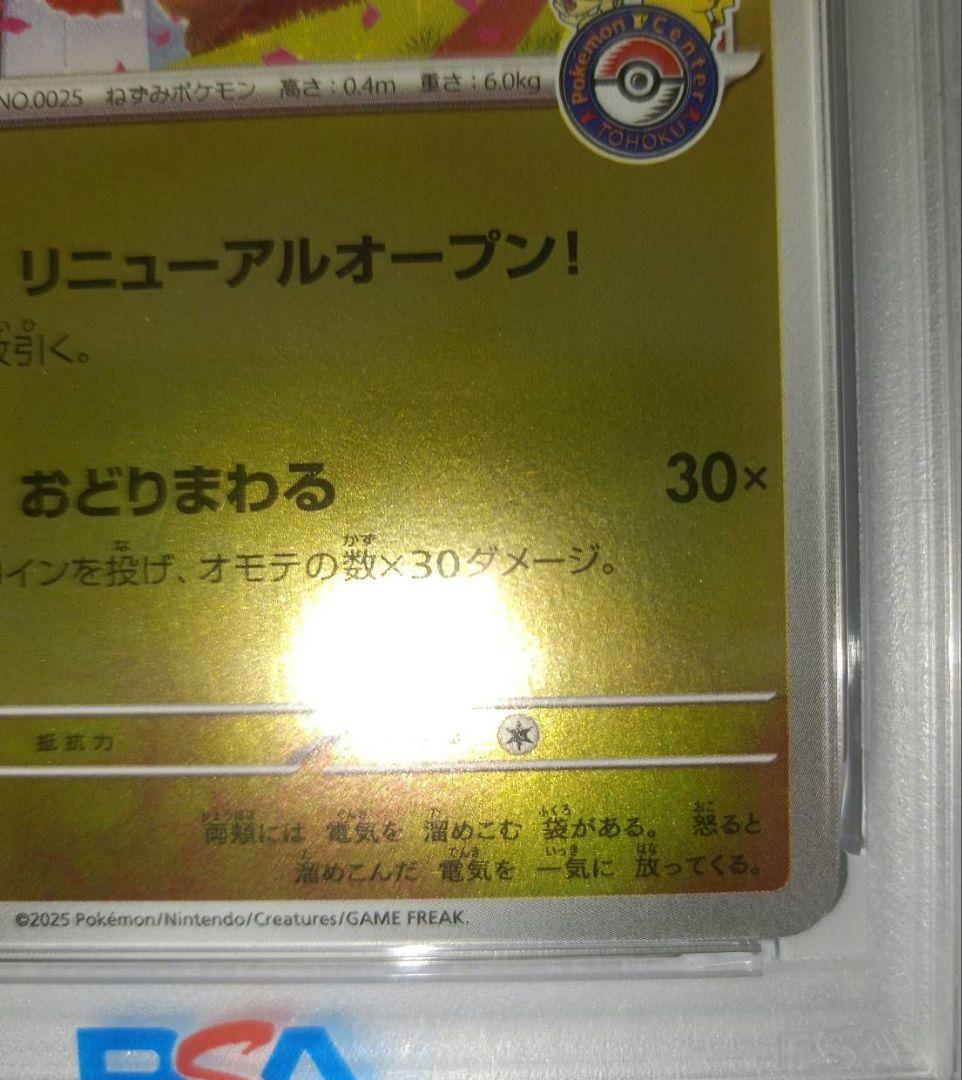 Pokémon Center
TOHOKU
NO.0025 ねずみポケモン 高さ:0.4m 重さ:6.0kg
リニューアルオープン!
引く。
おどりまわる 30×
インを投げ、オモテの数×30ダメージ。
抵抗力
両頬には 電気を 溜めこむ 袋がある。 怒ると
溜めこんだ 電気を 一気に 放ってくる。
©2025 Pokémon/Nintendo/Creatures/GAME FREAK.
PSA
PSA